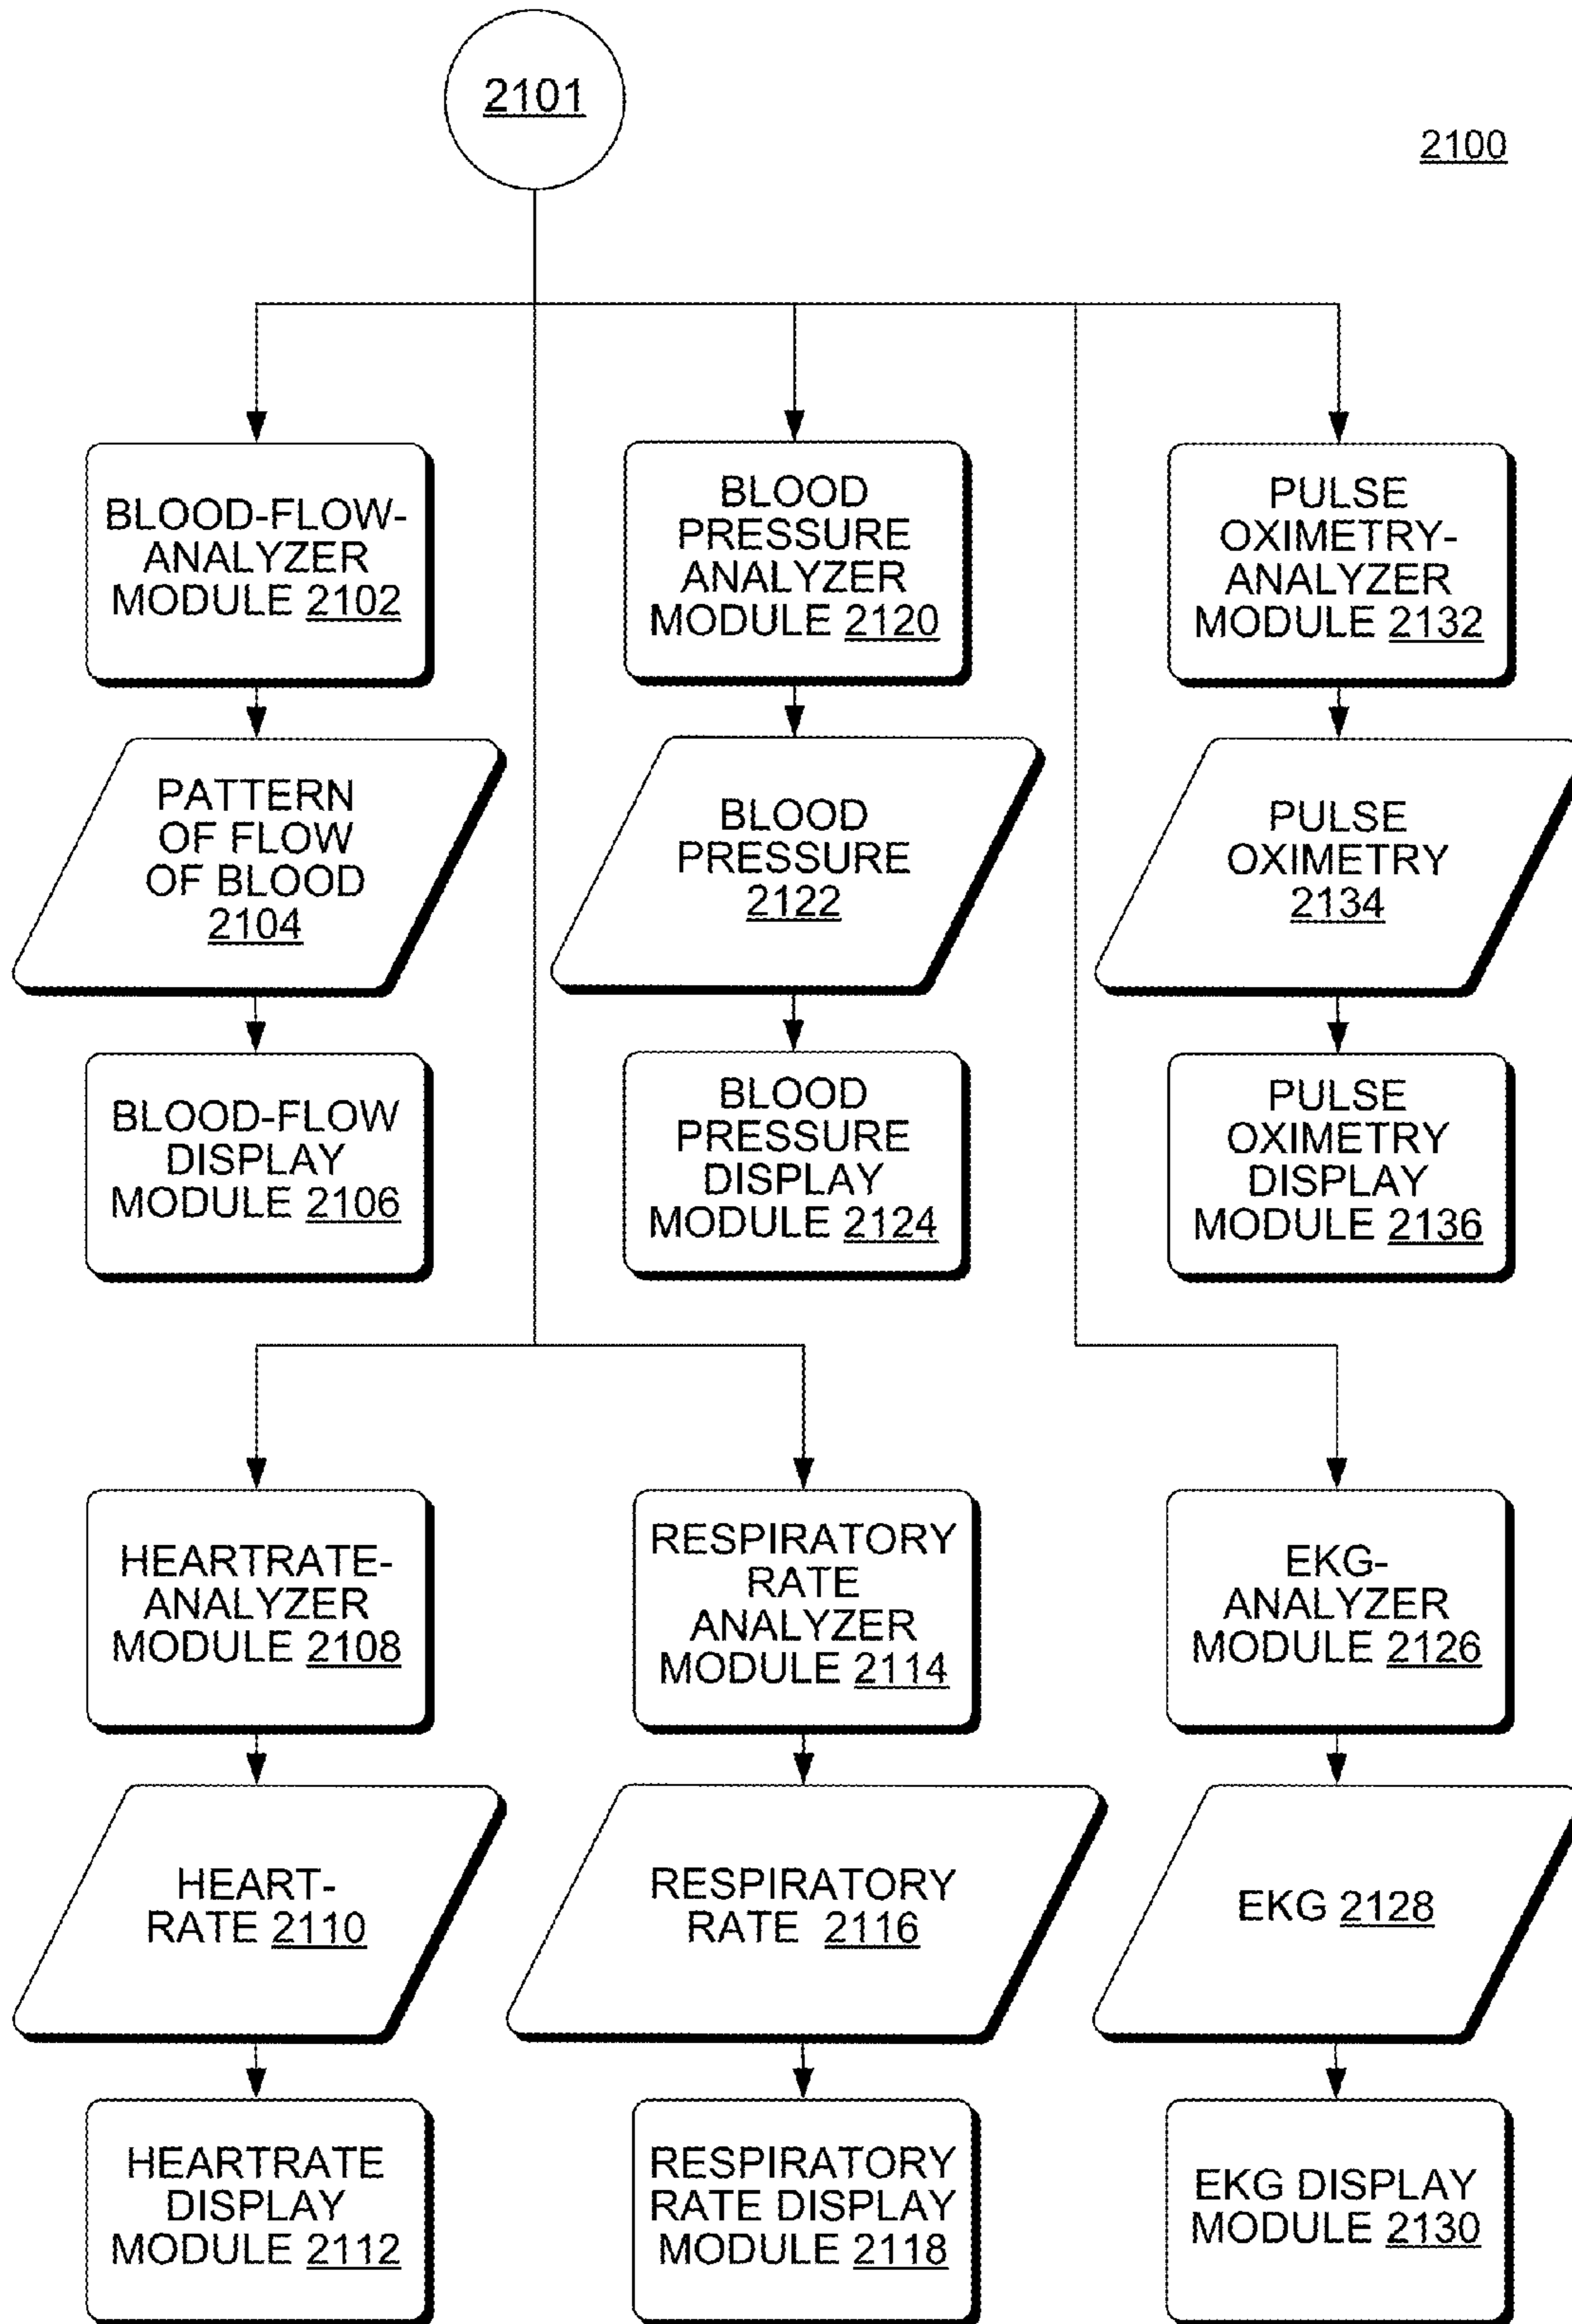 2101
2100
BLOOD-FLOW-
ANALYZER
MODULE 2102
BLOOD
PRESSURE
ANALYZER
MODULE 2120
PULSE
OXIMETRY-
ANALYZER
MODULE 2132
PATTERN
OF FLOW
OF BLOOD
2104
BLOOD
PRESSURE
2122
PULSE
OXIMETRY
2134
BLOOD-FLOW
DISPLAY
MODULE 2106
BLOOD
PRESSURE
DISPLAY
MODULE 2124
PULSE
OXIMETRY
DISPLAY
MODULE 2136
HEARTRATE-
ANALYZER
MODULE 2108
RESPIRATORY
RATE
ANALYZER
MODULE 2114
EKG-
ANALYZER
MODULE 2126
HEART-
RATE 2110
RESPIRATORY
RATE 2116
EKG 2128
HEARTRATE
DISPLAY
MODULE 2112
RESPIRATORY
RATE DISPLAY
MODULE 2118
EKG DISPLAY
MODULE 2130